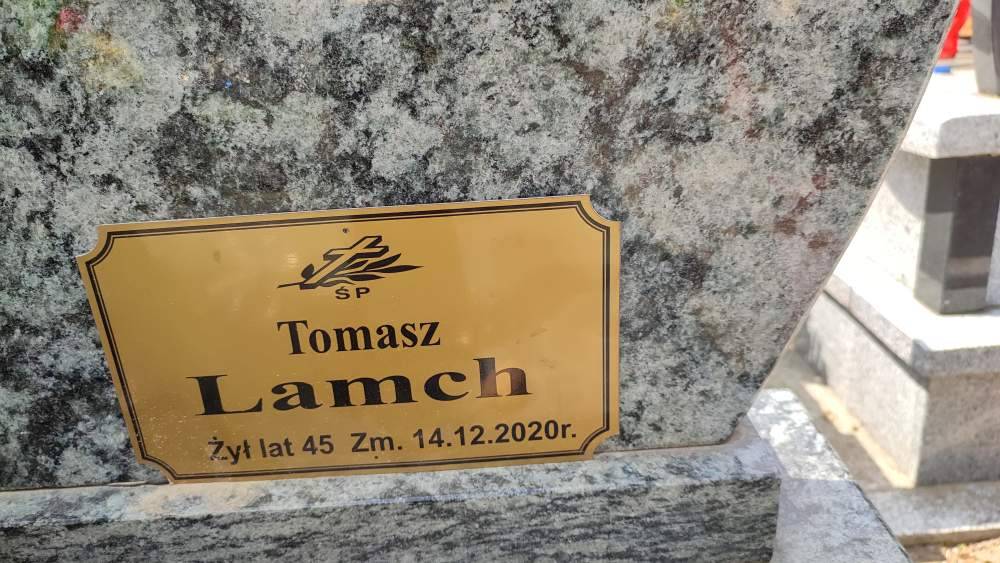 ŚP
Tomasz
Lamch
Żył lat 45 Zm. 14.12.2020r.